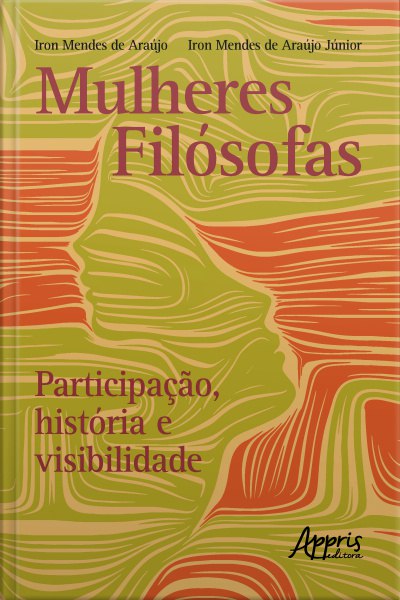 Iron Mendes de Araújo Iron Mendes de Araújo Júnior
Mulheres
Filósofas
Participação,
história e
visibilidade
Appris
editora